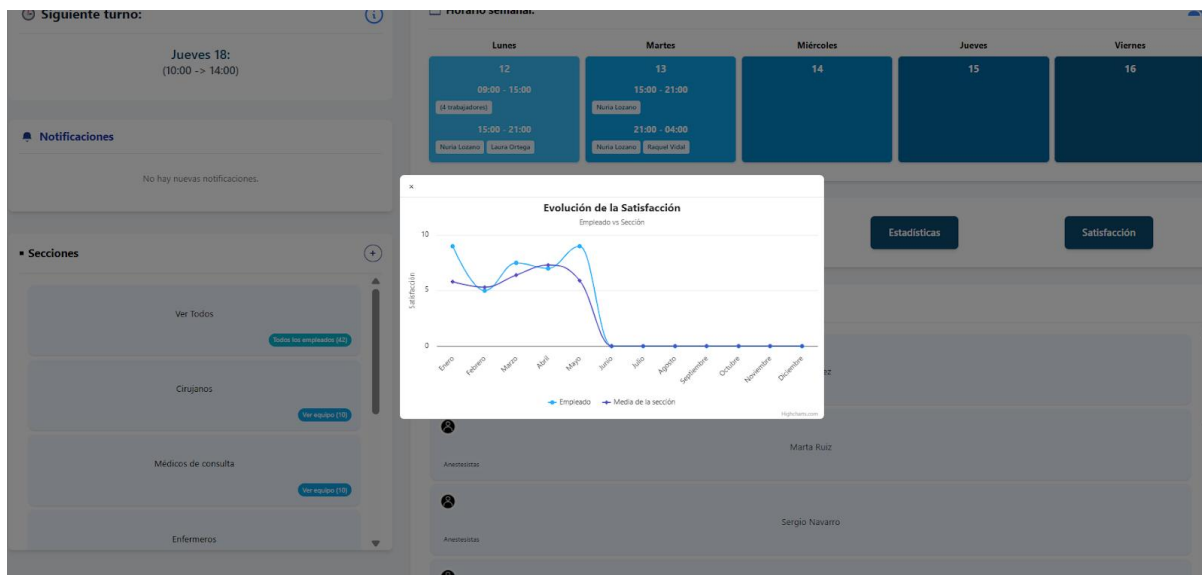 Siguiente turno:
Jueves 18:
(10:00 -> 14:00)
Notificaciones
No hay nuevas notificaciones.
Secciones
Ver Todos
Todos los empleados (42)
Cirujanos
Ver equipo (10)
Médicos de consulta
Ver equipo (10)
Enfermeros
Horario semanal:
Lunes Martes Miércoles Jueves Viernes
12 13 14 15 16
09:00 - 15:00 15:00 - 21:00
(4 trabajadores) Nuria Lozano
15:00 - 21:00 21:00 - 04:00
Nuria Lozano Laura Ortega Nuria Lozano Raquel Vidal
Estadísticas Satisfacción
×
Evolución de la Satisfacción
Empleado vs Sección
Satisfacción
10
5
0
Enero Febrero Marzo Abril Mayo Junio Julio Agosto Septiembre Octubre Noviembre Diciembre
Empleado Media de la sección
Highcharts.com
Marta Ruiz
Anestesistas
Sergio Navarro
Anestesistas